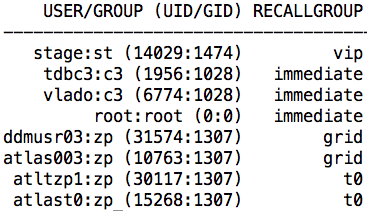 USER/GROUP (UID/GID) RECALLGROUP
------------------------------------------------
stage:st (14029:1474) vip
tdbc3:c3 (1956:1028) immediate
vlado:c3 (6774:1028) immediate
root:root (0:0) immediate
ddmusr03:zp (31574:1307) grid
atlas003:zp (10763:1307) grid
atltzp1:zp (30117:1307) t0
atlast0:zp (15268:1307) t0